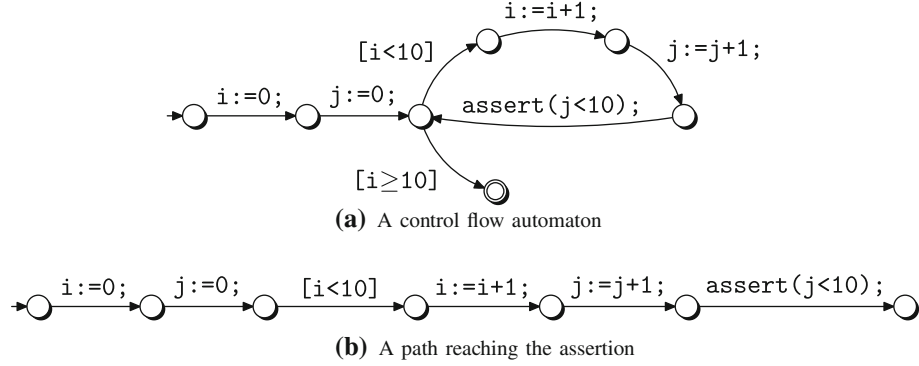 i:=i+1;
[i<10]
j:=j+1;
i:=0;
j:=0;
assert(j<10);
[i≥10]
(a) A control flow automaton
i:=0;
j:=0;
[i<10]
i:=i+1;
j:=j+1;
assert(j<10);
(b) A path reaching the assertion